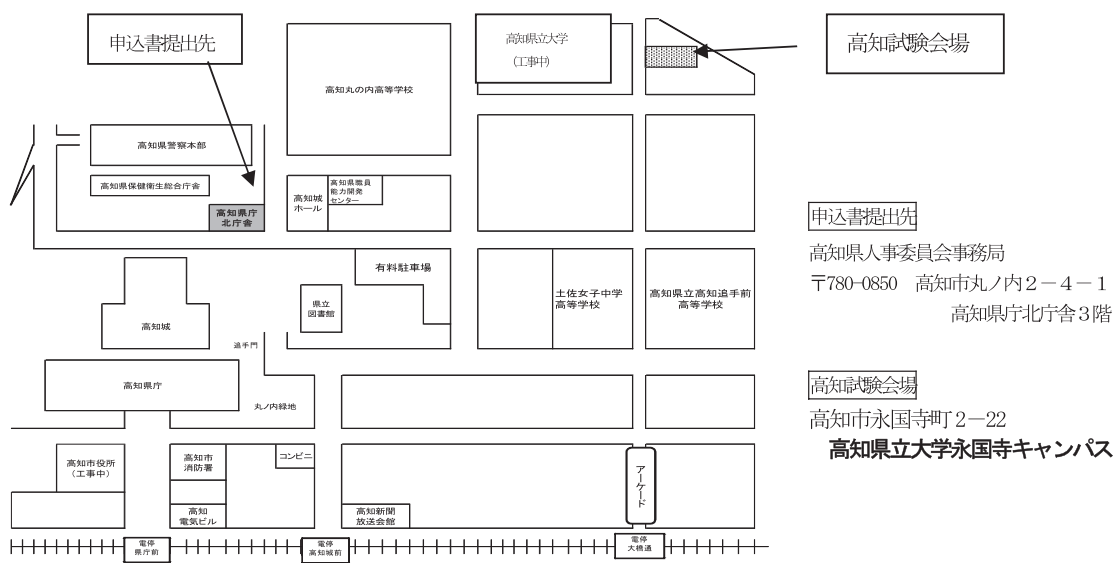 申込書提出先
高知県立大学
(工事中)
高知試験会場
高知丸の内高等学校
高知県警察本部
高知県保健衛生総合庁舎
高知県庁
北庁舎
高知城
ホール
高知県職員
能力開発
センター
有料駐車場
県立
図書館
土佐女子中学
高等学校
高知県立高知追手前
高等学校
高知城
追手門
高知県庁
丸ノ内緑地
高知市役所
(工事中)
高知市
消防署
コンビニ
高知
電気ビル
高知新聞
放送会館
アーケード
電停
県庁前
電停
高知城前
電停
大橋通
申込書提出先
高知県人事委員会事務局
〒780-0850 高知市丸ノ内2-4-1
高知県庁北庁舎3階
高知試験会場
高知市永国寺町2-22
高知県立大学永国寺キャンパス